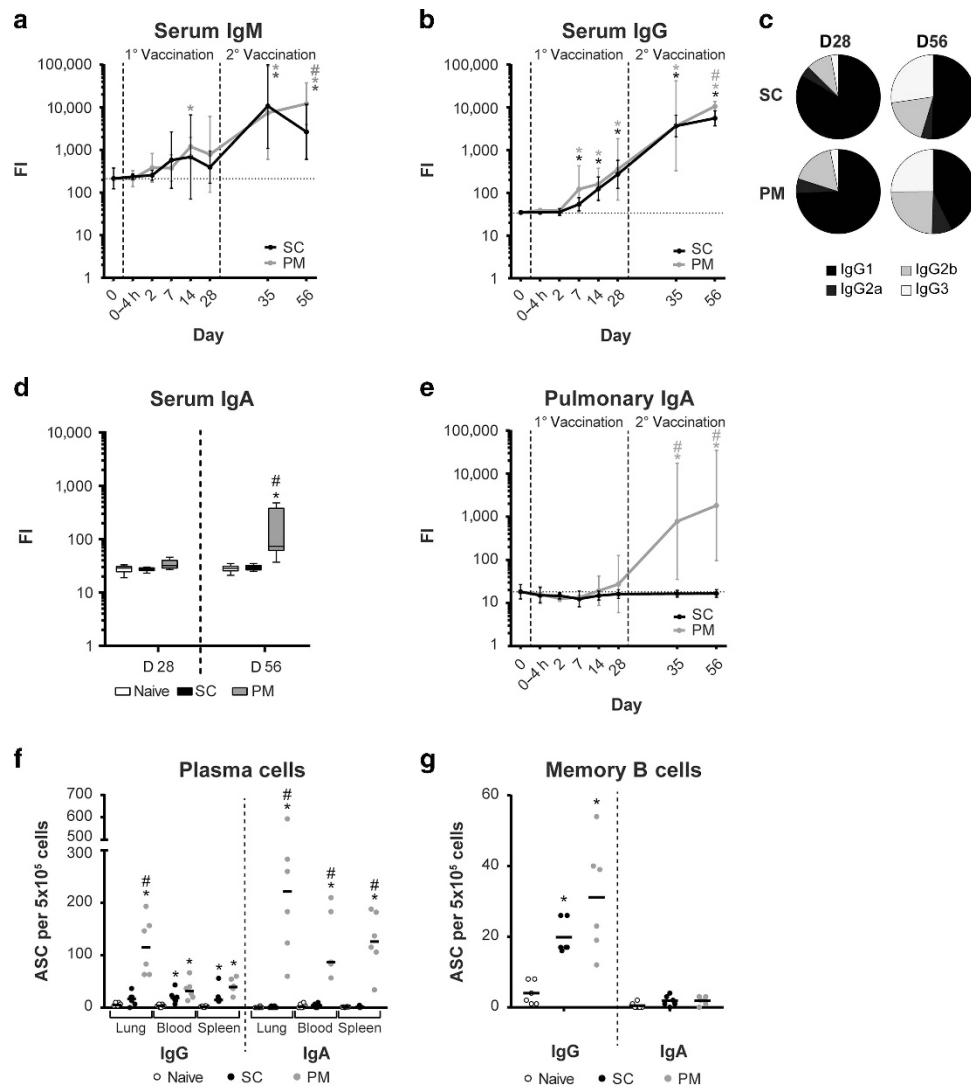 a
Serum IgM
1° Vaccination 2° Vaccination
100,000
10,000
1,000
100
10
1
FI
*
*
*
#
*
*
SC
PM
0 0–4 h 2 7 14 28 35 56
Day
b
Serum IgG
1° Vaccination 2° Vaccination
100,000
10,000
1,000
100
10
1
FI
*
*
*
*
*
*
*
*
#
*
*
SC
PM
0 0–4 h 2 7 14 28 35 56
Day
c
D28 D56
SC
PM
IgG1 IgG2b
IgG2a IgG3
d
Serum IgA
10,000
1,000
100
10
1
FI
#
*
D 28 D 56
Naive SC PM
e
Pulmonary IgA
1° Vaccination 2° Vaccination
100,000
10,000
1,000
100
10
1
FI
#
*
#
*
SC
PM
0 0–4 h 2 7 14 28 35 56
Day
f
Plasma cells
700
600
500
300
200
100
0
ASC per 5x10⁵ cells
#
*
* * * *
#
*
#
*
#
*
Lung Blood Spleen Lung Blood Spleen
IgG IgA
Naive SC PM
g
Memory B cells
60
40
20
0
ASC per 5x10⁵ cells
*
*
IgG IgA
Naive SC PM